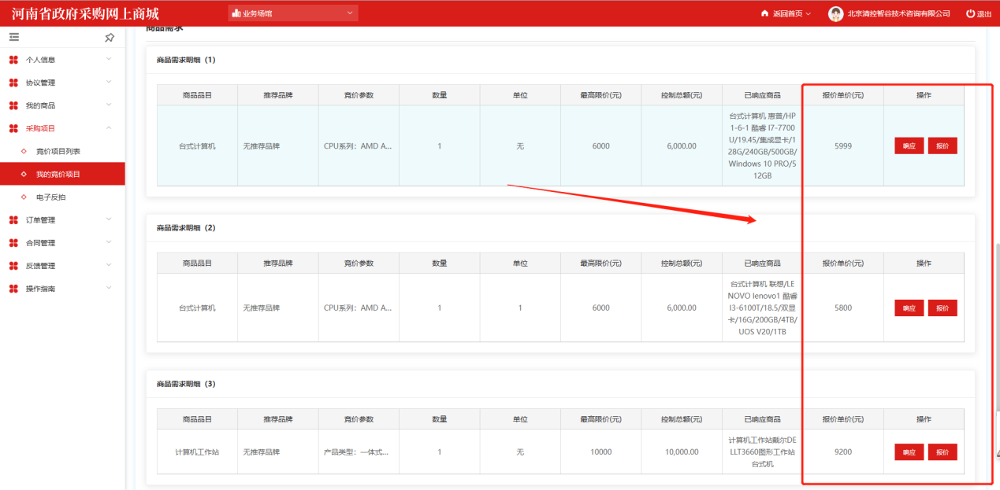 河南省政府采购网上商城
业务场馆
返回首页
北京清控智谷技术咨询有限公司
退出
个人信息
协议管理
我的商品
采购项目
竞价项目列表
我的竞价项目
电子反拍
订单管理
合同管理
反馈管理
操作指南
商品需求
商品需求明细（1）
商品品目 推荐品牌 竞价参数 数量 单位 最高限价(元) 控制总额(元) 已响应商品 报价单价(元) 操作
台式计算机 无推荐品牌 CPU系列：AMD A... 1 无 6000 6,000.00
台式计算机 惠普/HP
1-6-1 酷睿 I7-7700
U/19.45/集成显卡/1
28G/240GB/500GB/
Windows 10 PRO/5
12GB
5999 响应 报价
商品需求明细（2）
商品品目 推荐品牌 竞价参数 数量 单位 最高限价(元) 控制总额(元) 已响应商品 报价单价(元) 操作
台式计算机 无推荐品牌 CPU系列：AMD A... 1 1 6000 6,000.00
台式计算机 联想/LE
NOVO lenovo1 酷睿
I3-6100T/18.5/双显
卡/16G/200GB/4TB/
UOS V20/1TB
5800 响应 报价
商品需求明细（3）
商品品目 推荐品牌 竞价参数 数量 单位 最高限价(元) 控制总额(元) 已响应商品 报价单价(元) 操作
计算机工作站 无推荐品牌 产品类型：一体式... 1 无 10000 10,000.00
计算机工作站戴尔DE
LLT3660图形工作站
台式机
9200 响应 报价